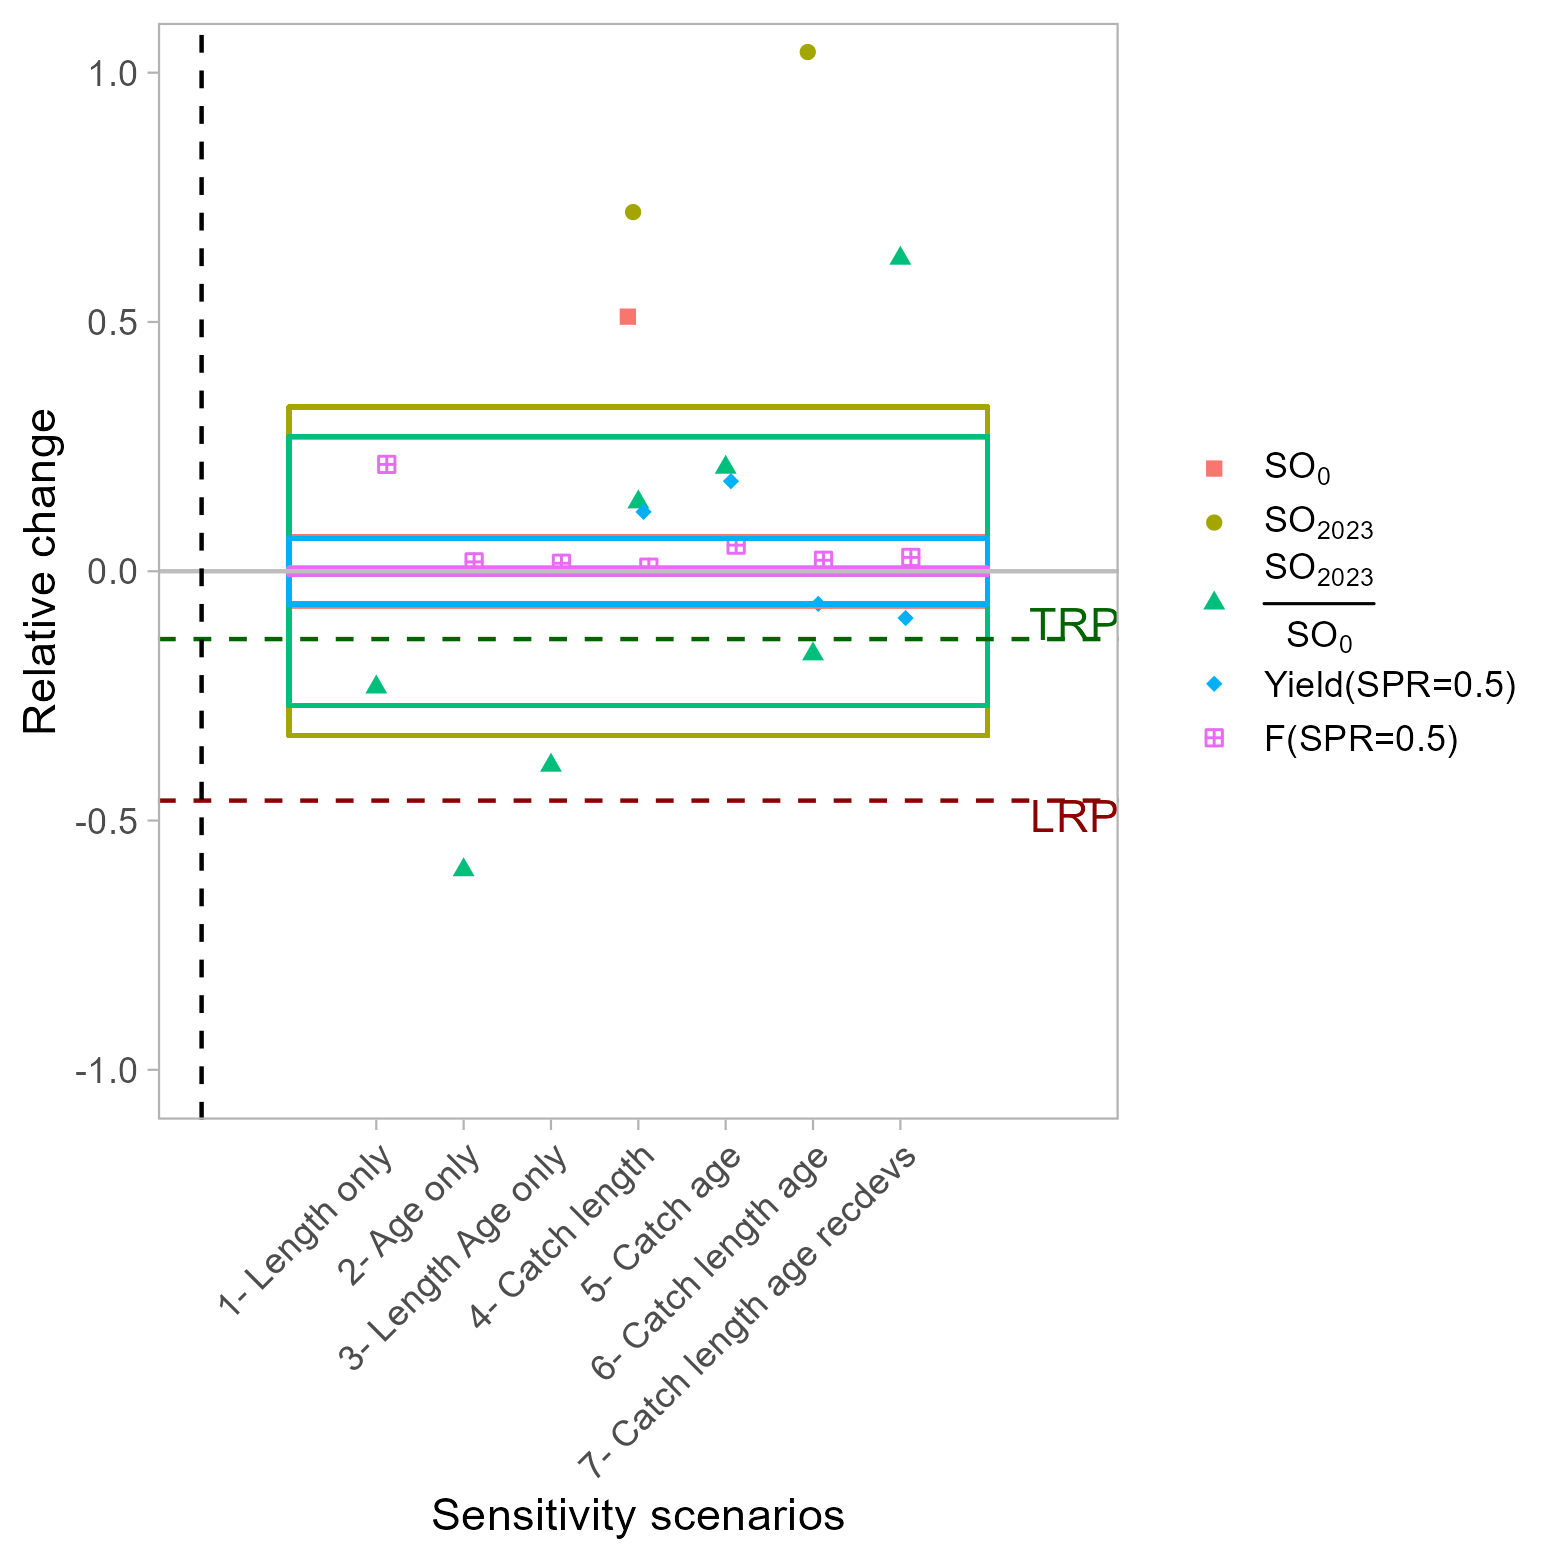 Relative change
1.0
0.5
0.0
-0.5
-1.0
TRP
LRP
1- Length only
2- Age only
3- Length Age only
4- Catch length
5- Catch age
6- Catch length age
7- Catch length age recdevs
Sensitivity scenarios
SO₀
SO₂₀₂₃
SO₂₀₂₃
SO₀
Yield(SPR=0.5)
F(SPR=0.5)